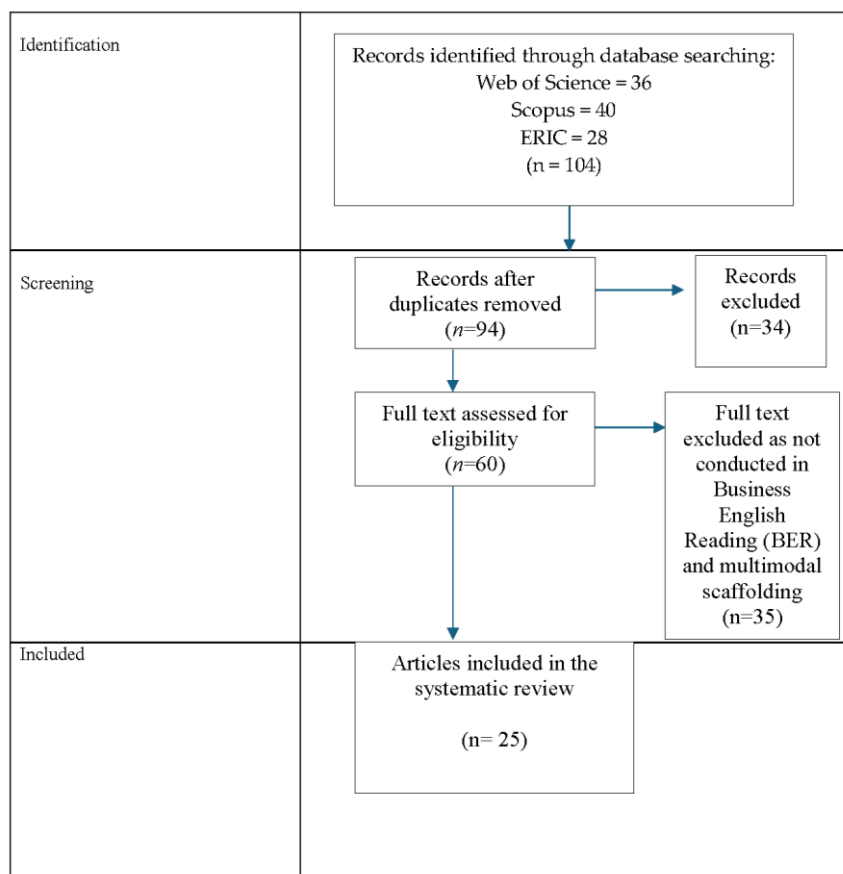 Identification
Records identified through database searching:
Web of Science = 36
Scopus = 40
ERIC = 28
(n = 104)
Screening
Records after
duplicates removed
(n=94)
Records
excluded
(n=34)
Full text assessed for
eligibility
(n=60)
Full text
excluded as not
conducted in
Business
English
Reading (BER)
and multimodal
scaffolding
(n=35)
Included
Articles included in the
systematic review
(n= 25)